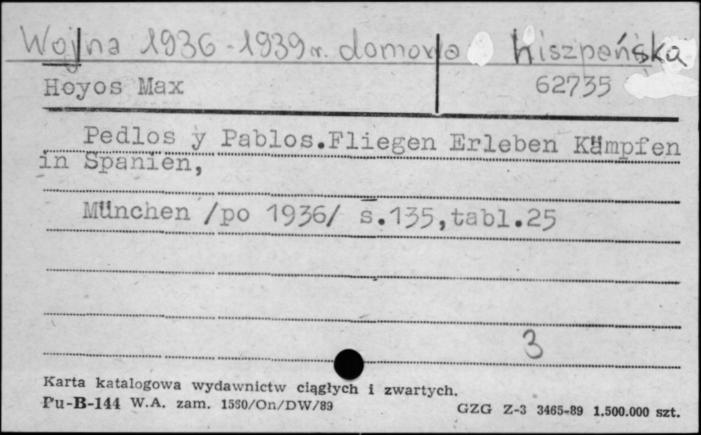 Wojna 1936-1939 r. domowa hiszpańska
Hoyos Max 62735
Pedlos y Pablos.Fliegen Erleben Kämpfen
in Spanien,
München /po 1936/ s.135,tabl.25
3
Karta katalogowa wydawnictw ciągłych i zwartych.
Pu-B-144 W.A. zam. 1550/On/DW/89 GZG Z-3 3465-89 1.500.000 szt.